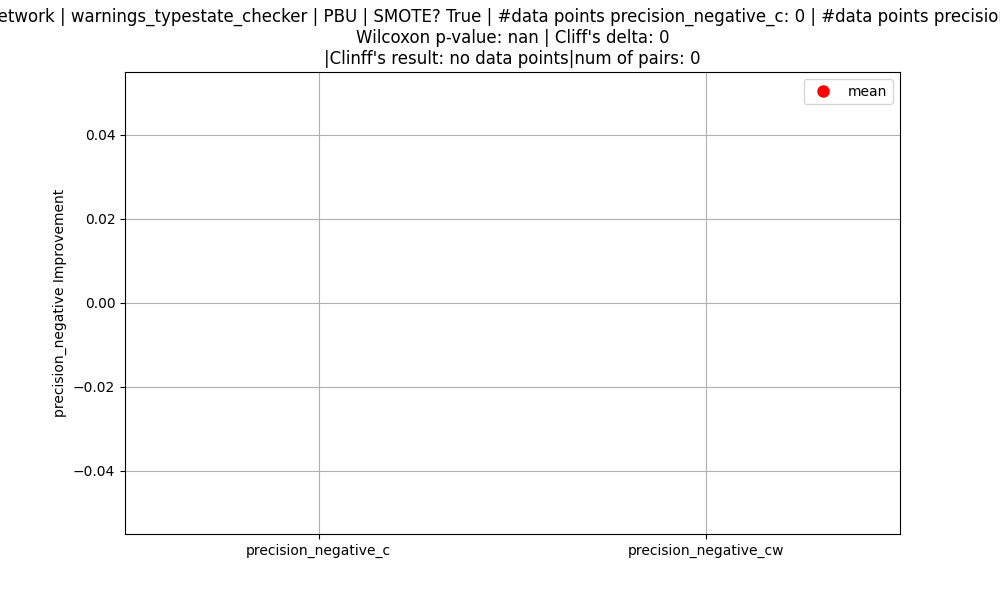 etwork | warnings_typestate_checker | PBU | SMOTE? True | #data points precision_negative_c: 0 | #data points precision
Wilcoxon p-value: nan | Cliff's delta: 0
|Clinff's result: no data points|num of pairs: 0
mean
0.04
0.02
0.00
−0.02
−0.04
precision_negative Improvement
precision_negative_c
precision_negative_cw